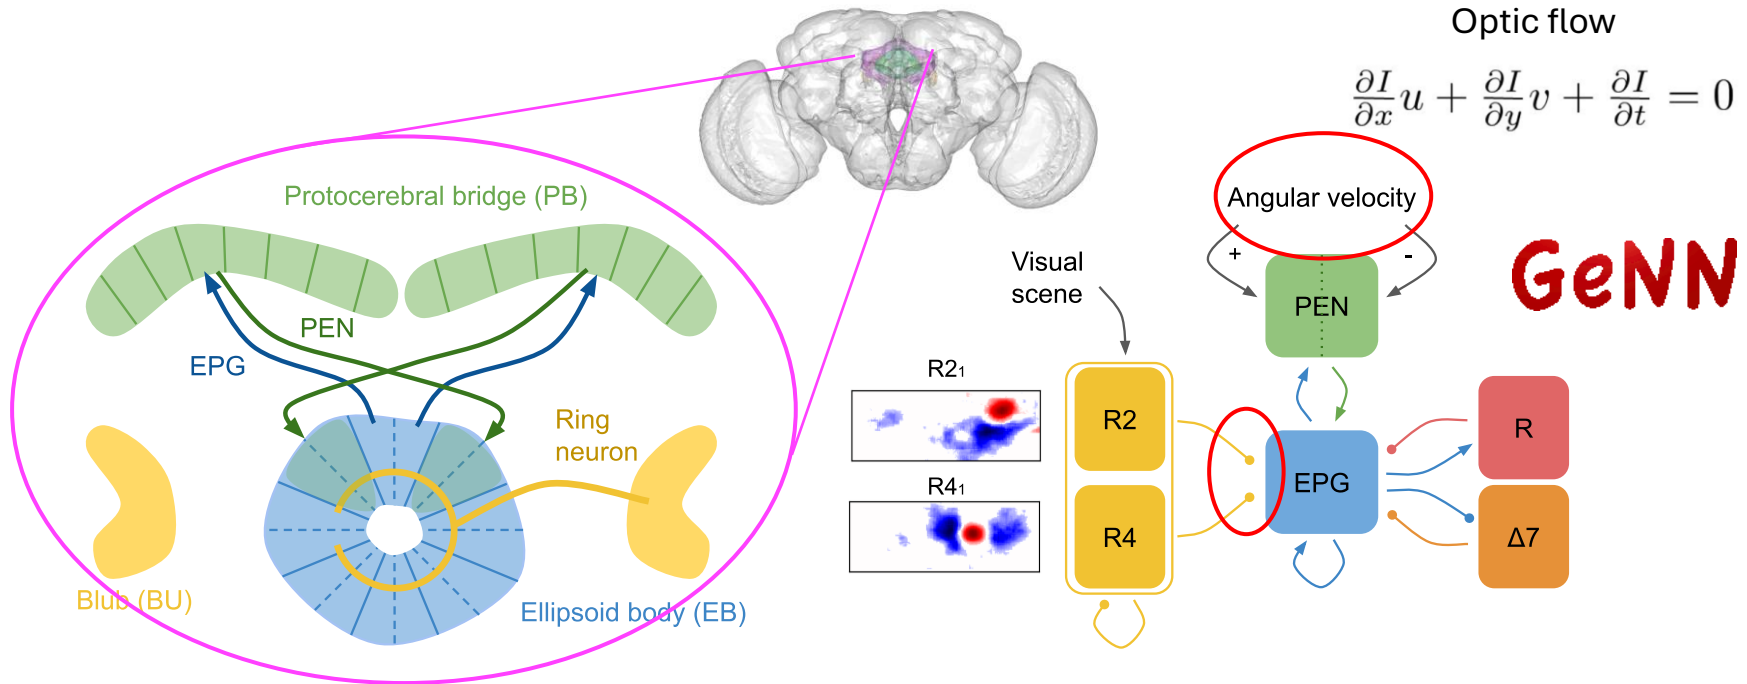 Optic flow
∂I/∂x u + ∂I/∂y v + ∂I/∂t = 0
Protocerebral bridge (PB)
PEN
EPG
Ring
neuron
Blub (BU)
Ellipsoid body (EB)
Angular velocity
+
-
Visual
scene
PEN
GeNN
R2₁
R2
R4₁
R4
EPG
R
Δ7